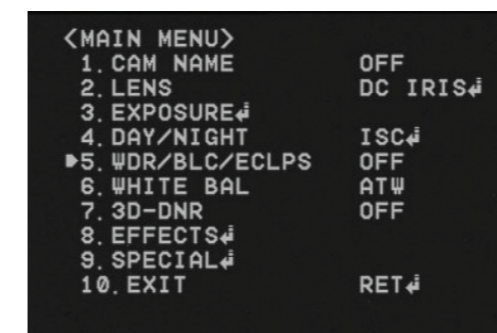 <MAIN MENU>
1. CAM NAME OFF
2. LENS DC IRIS↲
3. EXPOSURE↲
4. DAY/NIGHT ISC↲
▶5. WDR/BLC/ECLPS OFF
6. WHITE BAL ATW
7. 3D-DNR OFF
8. EFFECTS↲
9. SPECIAL↲
10. EXIT RET↲